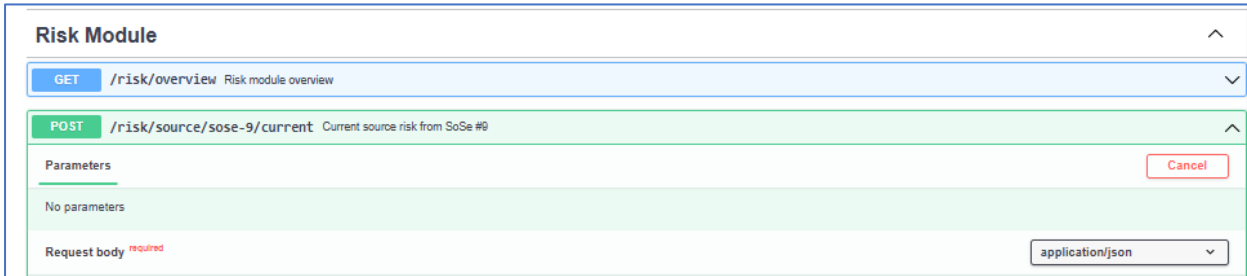 Risk Module
GET /risk/overview Risk module overview
POST /risk/source/sose-9/current Current source risk from SoSe #9
Parameters Cancel
No parameters
Request body required application/json